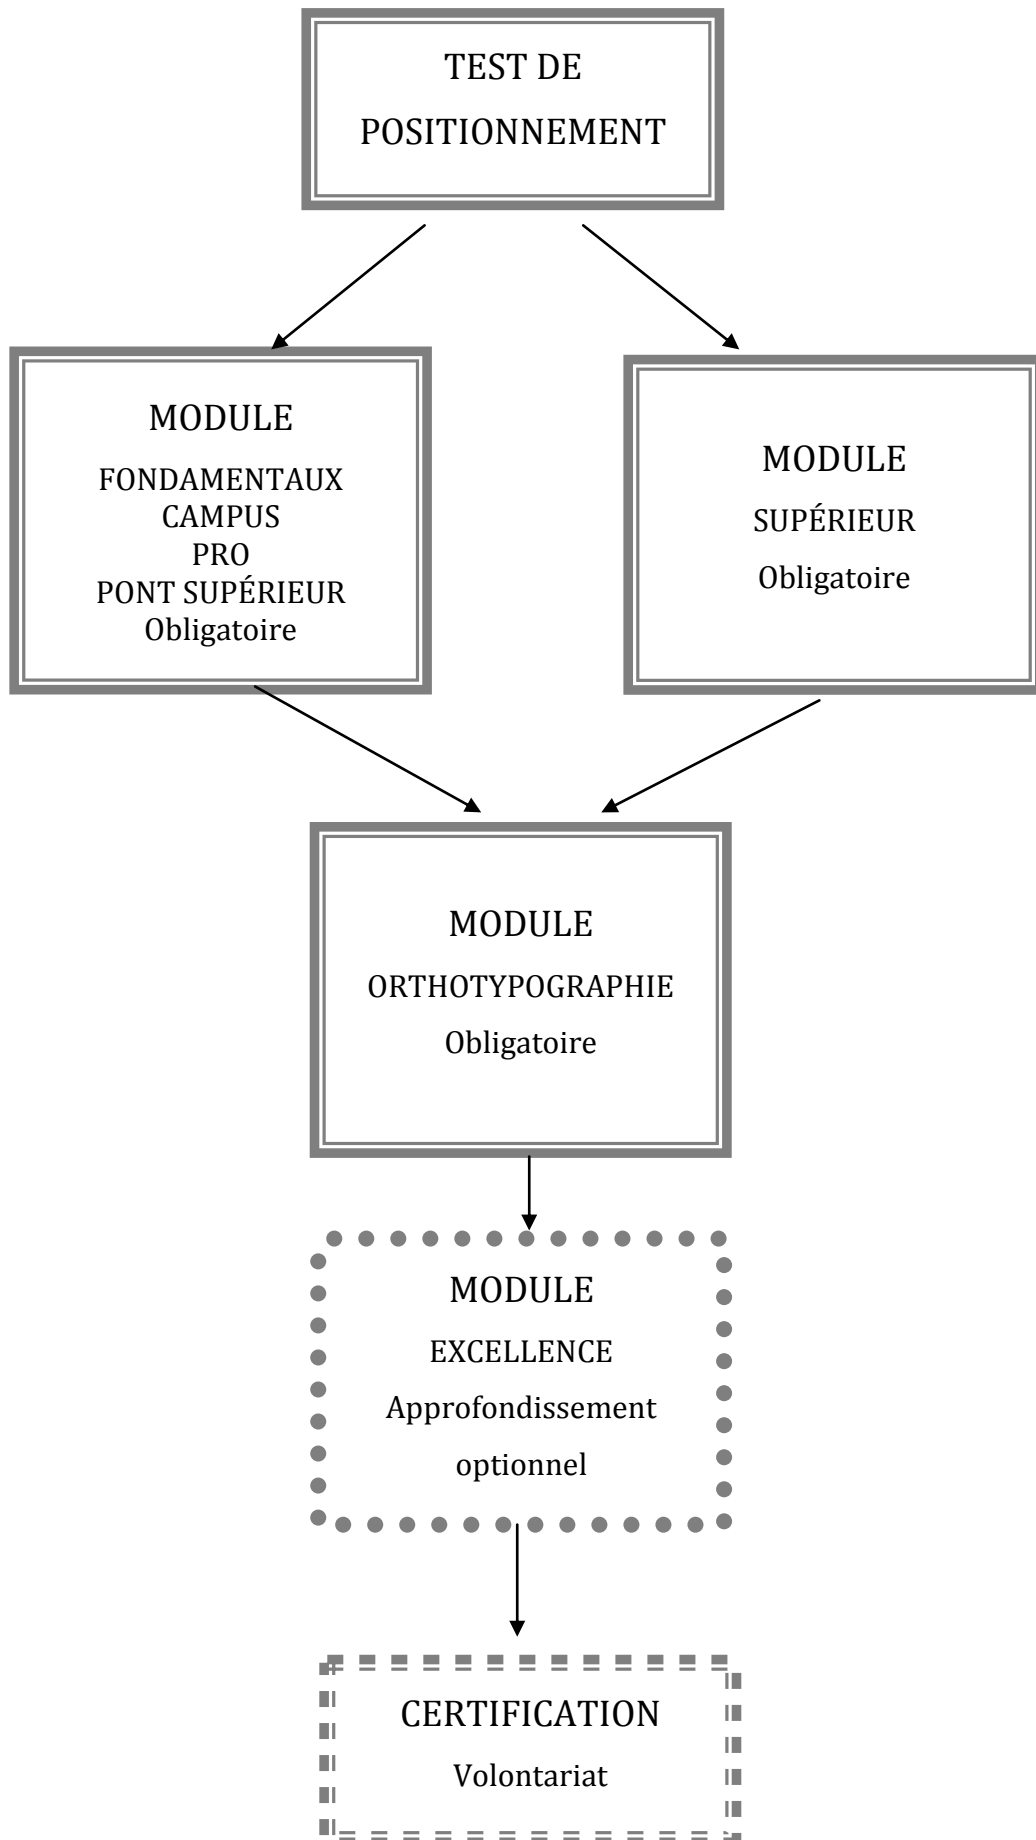 TEST DE
POSITIONNEMENT
MODULE
FONDAMENTAUX
CAMPUS
PRO
PONT SUPÉRIEUR
Obligatoire
MODULE
SUPÉRIEUR
Obligatoire
MODULE
ORTHOTYPOGRAPHIE
Obligatoire
MODULE
EXCELLENCE
Approfondissement
optionnel
CERTIFICATION
Volontariat